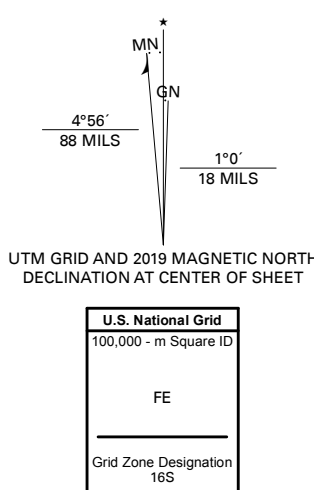 ★
MN
GN
4°56´
88 MILS
1°0´
18 MILS
UTM GRID AND 2019 MAGNETIC NORTH
DECLINATION AT CENTER OF SHEET
U.S. National Grid
100,000 - m Square ID
FE
Grid Zone Designation
16S